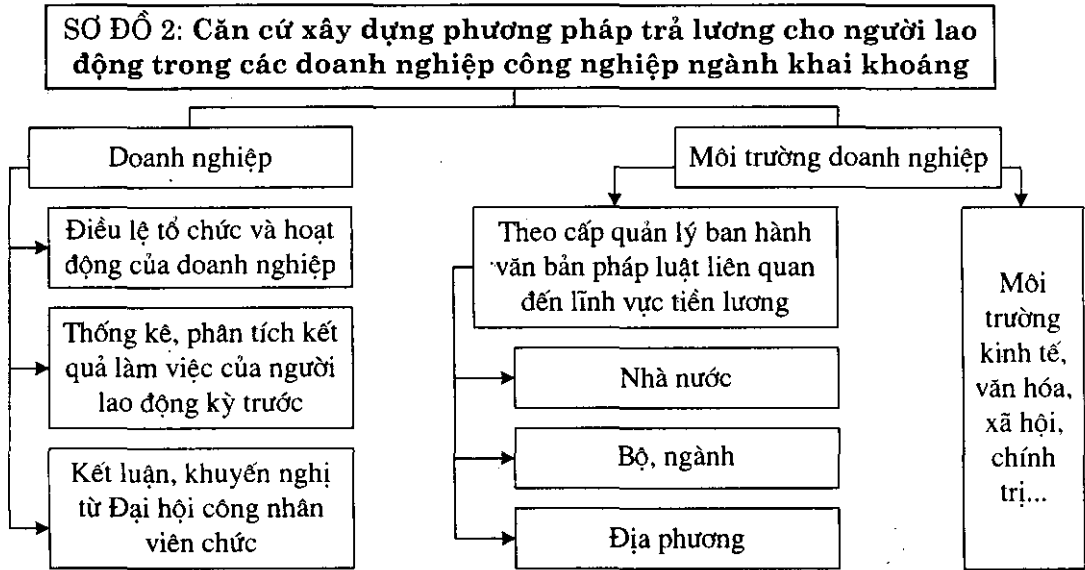 SƠ ĐỒ 2: Căn cứ xây dựng phương pháp trả lương cho người lao
động trong các doanh nghiệp công nghiệp ngành khai khoáng
Doanh nghiệp
Điều lệ tổ chức và hoạt
động của doanh nghiệp
Thống kê, phân tích kết
quả làm việc của người
lao động kỳ trước
Kết luận, khuyến nghị
từ Đại hội công nhân
viên chức
Môi trường doanh nghiệp
Theo cấp quản lý ban hành
văn bản pháp luật liên quan
đến lĩnh vực tiền lương
Nhà nước
Bộ, ngành
Địa phương
Môi
trường
kinh tế,
văn hóa,
xã hội,
chính
trị...